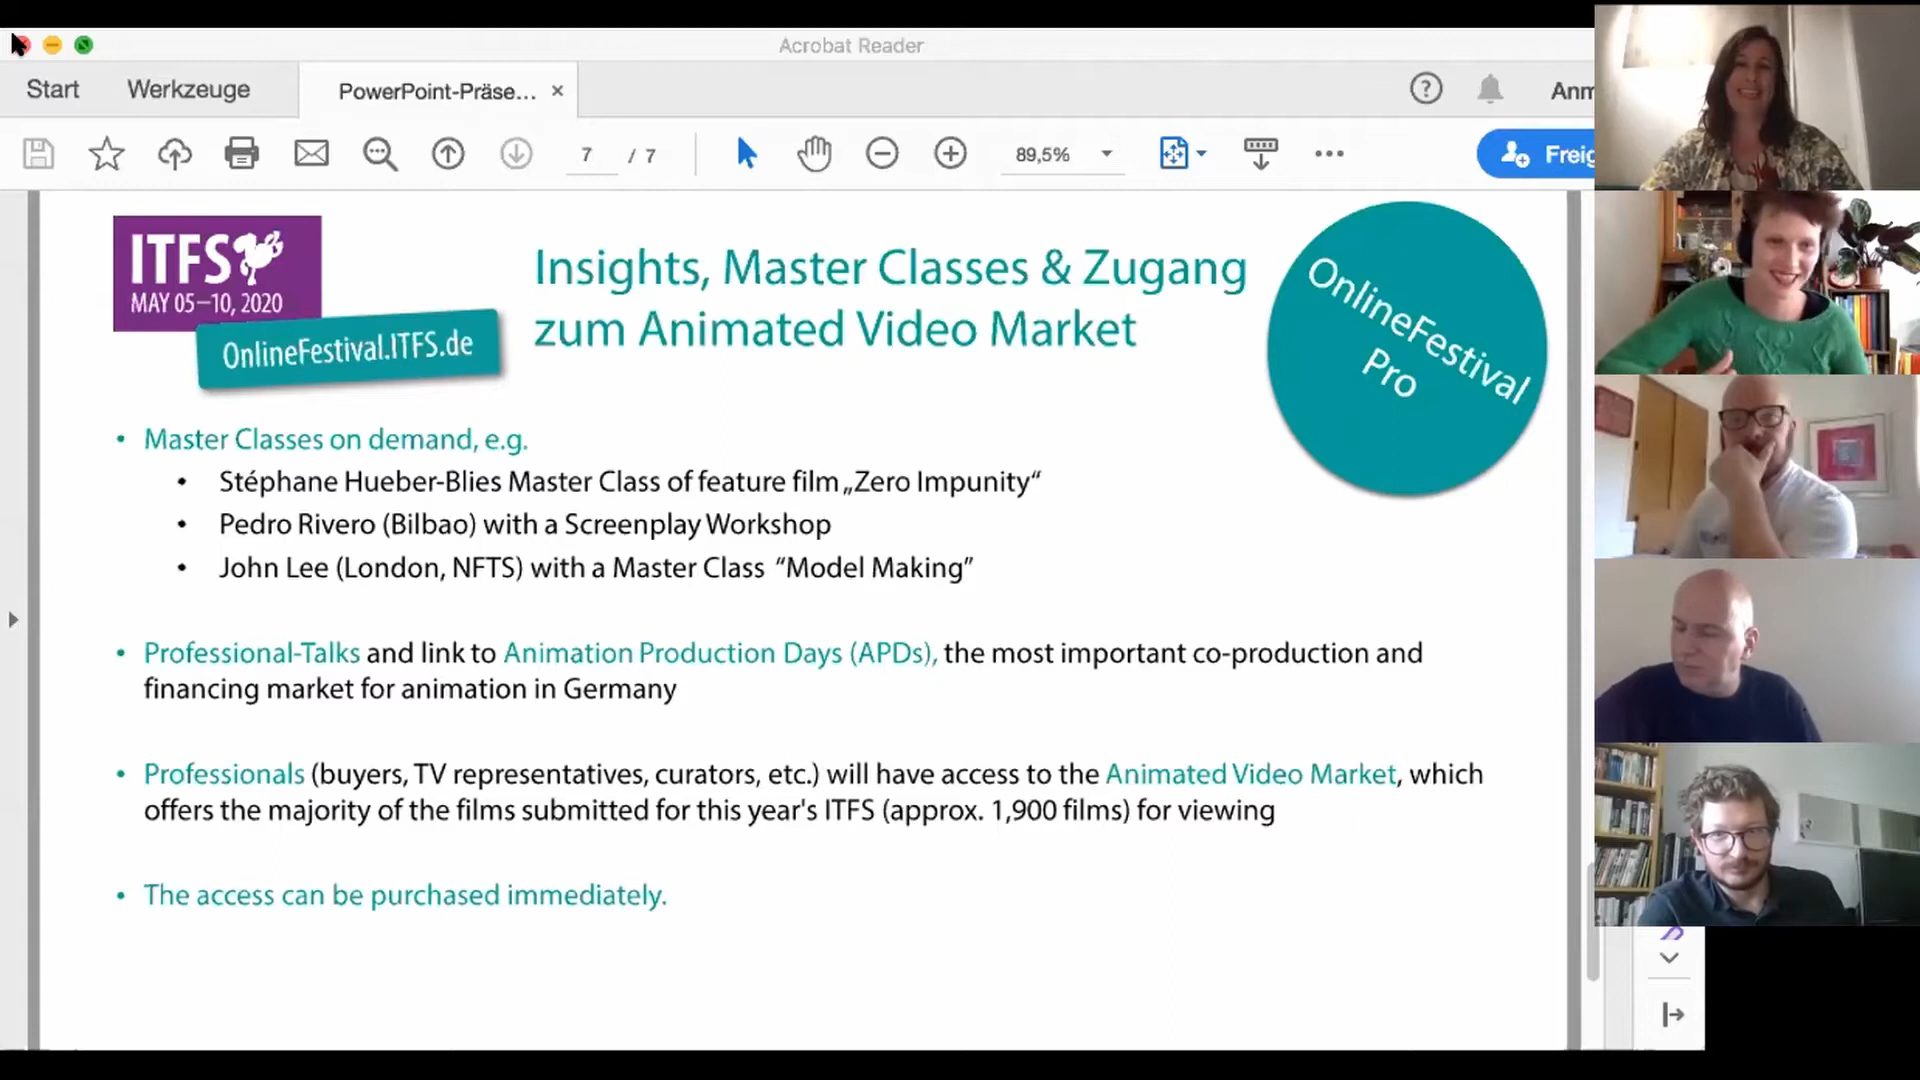 Acrobat Reader
Start
Werkzeuge
PowerPoint-Präse...
Anm
7 / 7
89,5%
Freig
ITFS
MAY 05–10, 2020
OnlineFestival.ITFS.de
Insights, Master Classes & Zugang
zum Animated Video Market
OnlineFestival
Pro
• Master Classes on demand, e.g.
• Stéphane Hueber-Blies Master Class of feature film „Zero Impunity“
• Pedro Rivero (Bilbao) with a Screenplay Workshop
• John Lee (London, NFTS) with a Master Class “Model Making”
• Professional-Talks and link to Animation Production Days (APDs), the most important co-production and
financing market for animation in Germany
• Professionals (buyers, TV representatives, curators, etc.) will have access to the Animated Video Market, which
offers the majority of the films submitted for this year's ITFS (approx. 1,900 films) for viewing
• The access can be purchased immediately.